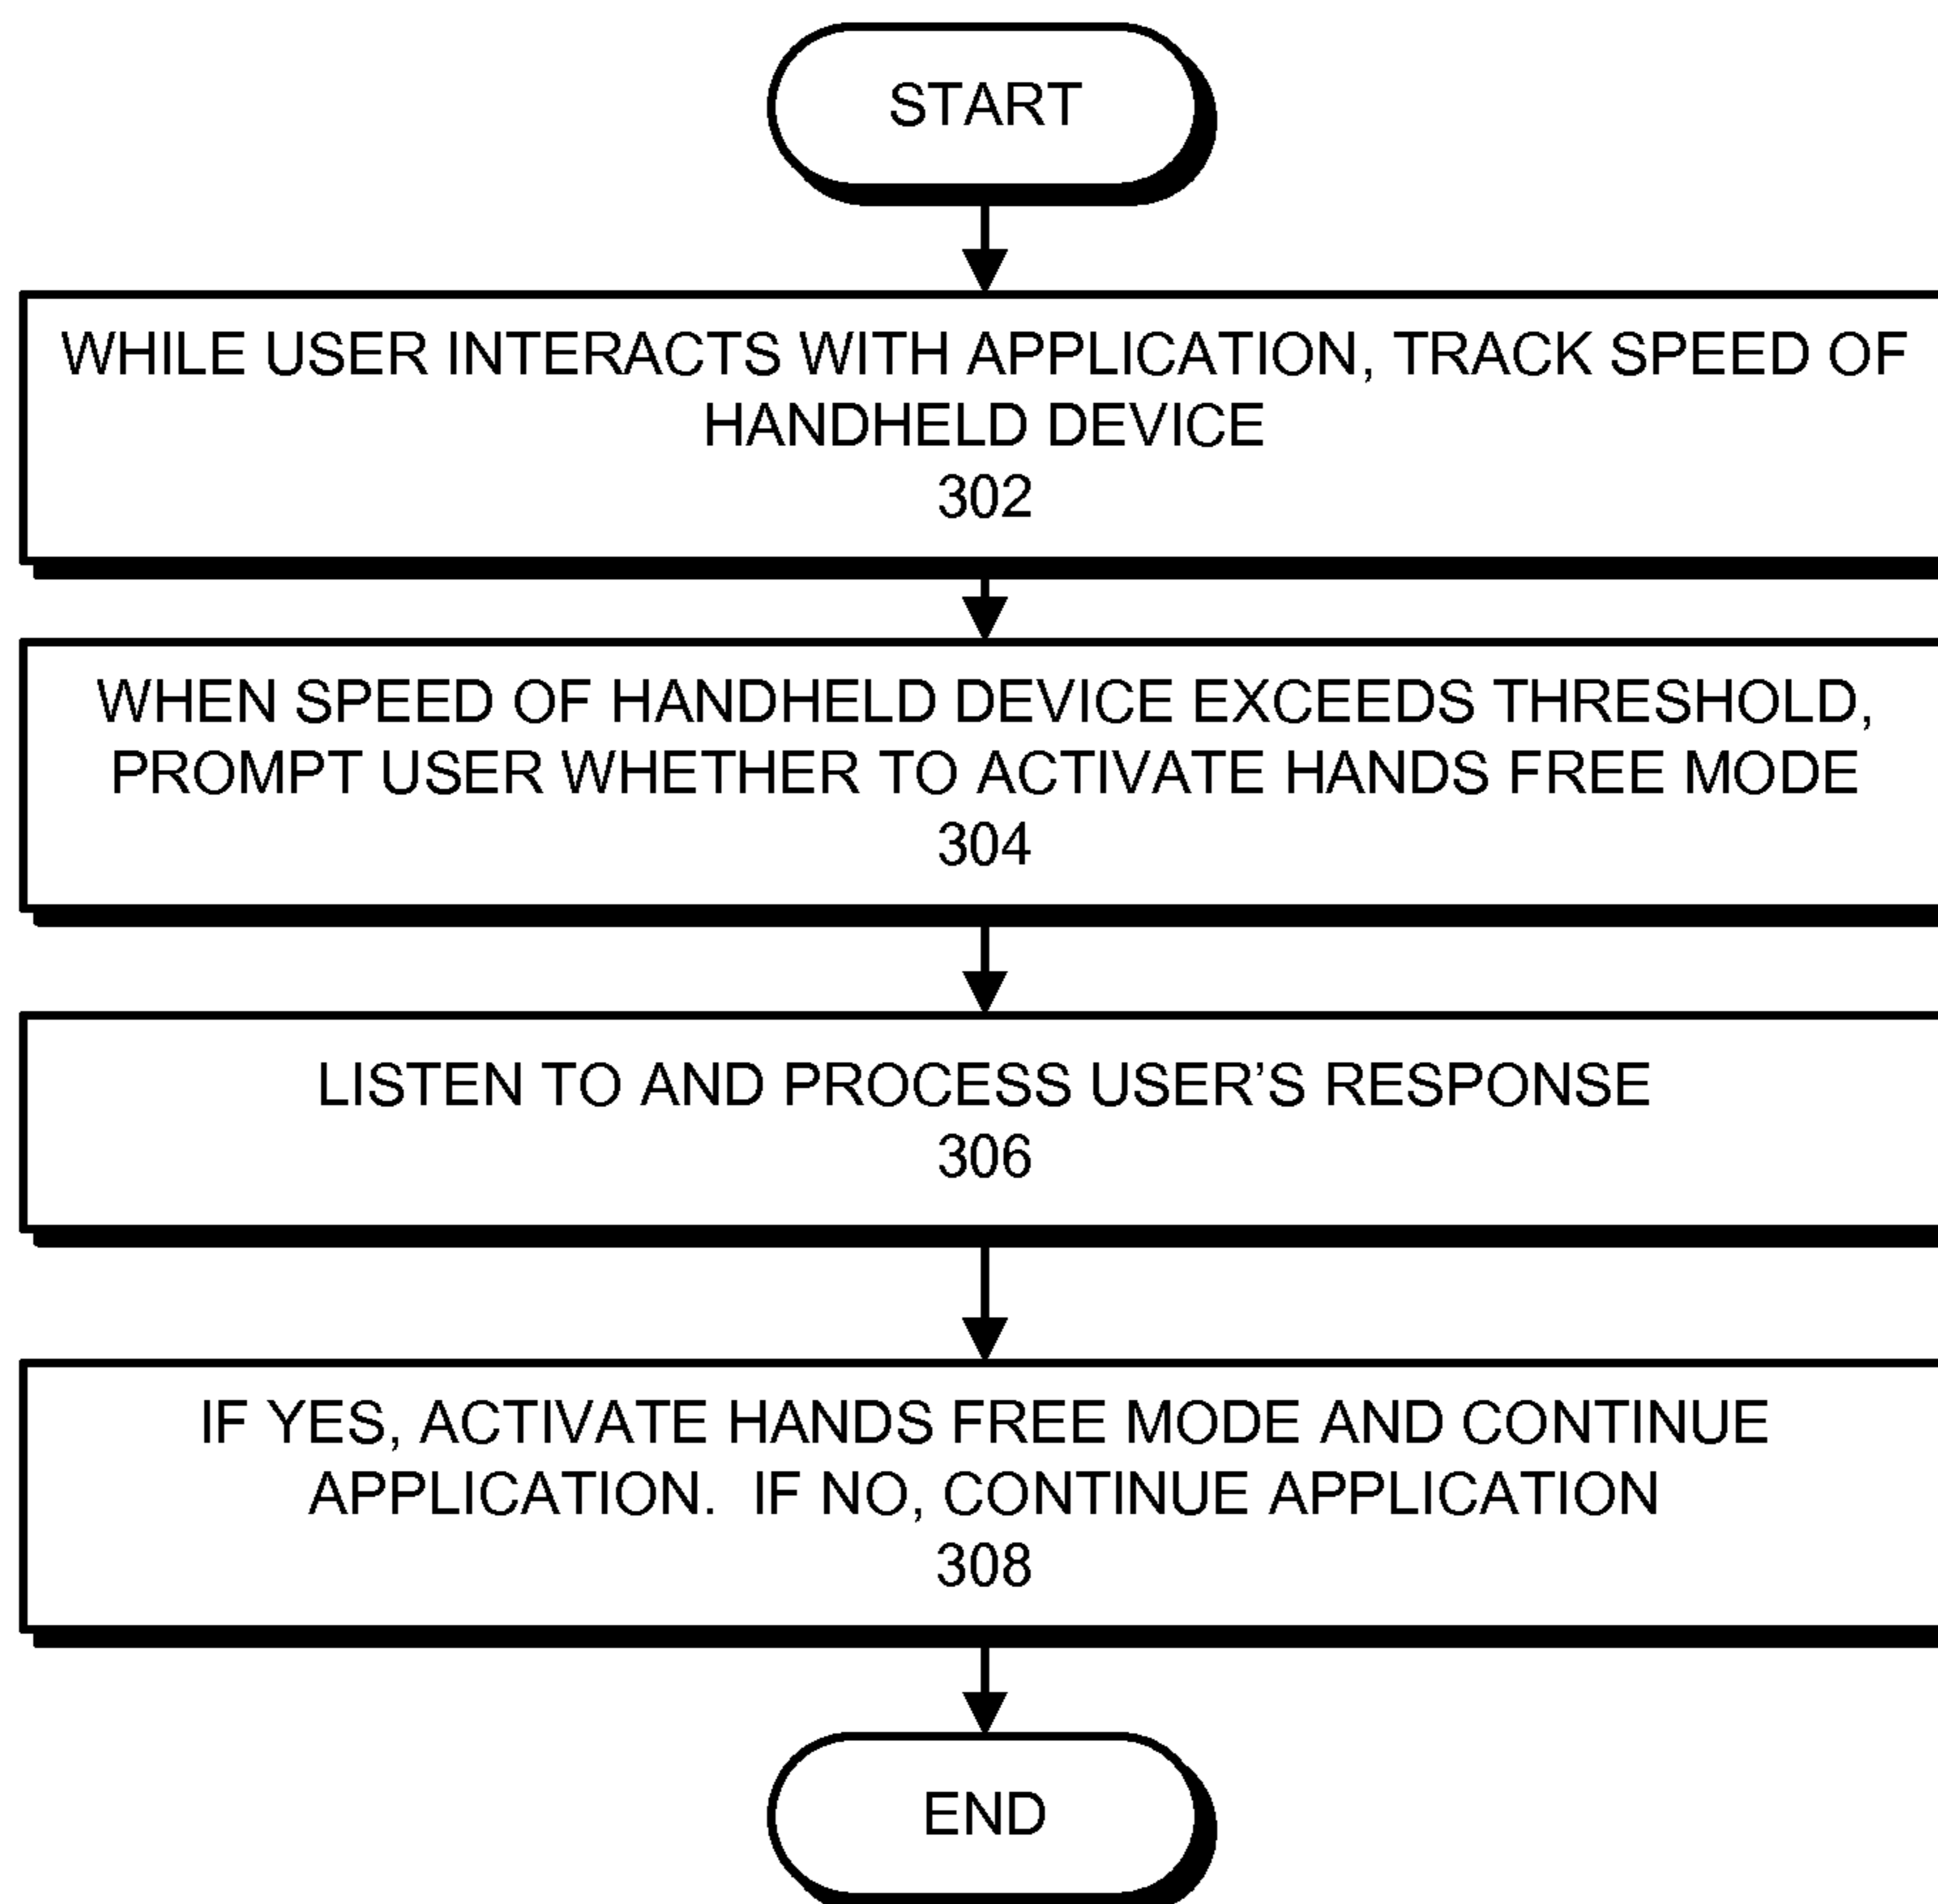 START
WHILE USER INTERACTS WITH APPLICATION, TRACK SPEED OF
HANDHELD DEVICE
302
WHEN SPEED OF HANDHELD DEVICE EXCEEDS THRESHOLD,
PROMPT USER WHETHER TO ACTIVATE HANDS FREE MODE
304
LISTEN TO AND PROCESS USER’S RESPONSE
306
IF YES, ACTIVATE HANDS FREE MODE AND CONTINUE
APPLICATION.  IF NO, CONTINUE APPLICATION
308
END